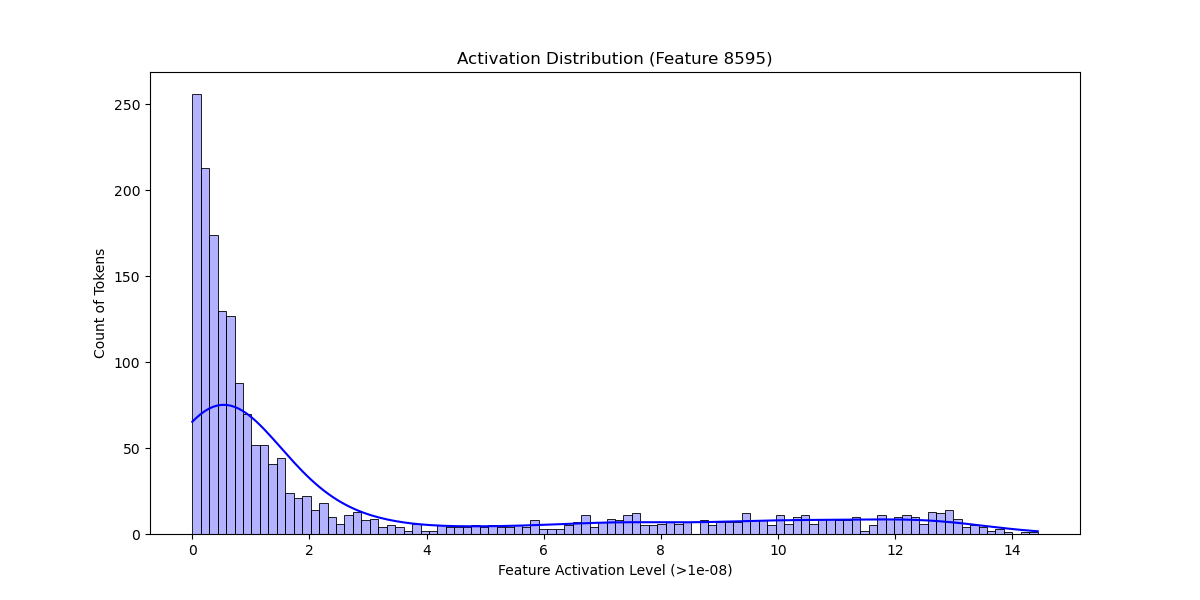 Activation Distribution (Feature 8595)
250
200
150
100
50
0
Count of Tokens
0 2 4 6 8 10 12 14
Feature Activation Level (>1e-08)